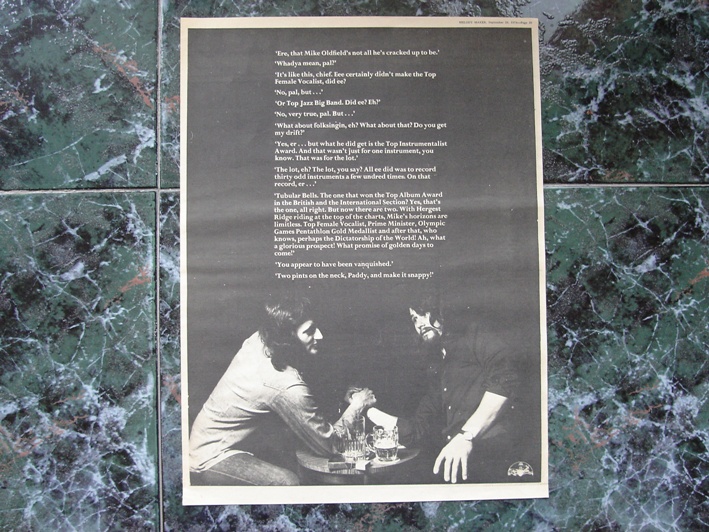 MELODY MAKER, September
'Ere, that Mike Oldfield's not all he's cracked up to be.'
'Whadya mean, pal?'
'It's like this, chief. Eee certainly didn't make the Top
Female Vocalist, did ee?
'No, pal, but . . .'
'Or Top Jazz Big Band. Did ee? Eh?'
'No, very true, pal. But . . .'
'What about folksingin, eh? What about that? Do you get
my drift?'
'Yes, er . . . but what he did get is the Top Instrumentalist
Award. And that wasn't just for one instrument, you
know. That was for the lot.'
'The lot, eh? The lot, you say? All ee did was to record
thirty odd instruments a few undred times. On that
record, er . . .'
'Tubular Bells. The one that won the Top Album Award
in the British and the International Section? Yes, that's
the one, all right. But now there are two. With Hergest
Ridge riding at the top of the charts, Mike's horizons are
limitless. Top Female Vocalist, Prime Minister, Olympic
Games Pentathlon Gold Medallist and after that, who
knows, perhaps the Dictatorship of the World! Ah, what
a glorious prospect! What promise of golden days to
come!'
'You appear to have been vanquished.'
'Two pints on the neck, Paddy, and make it snappy!'